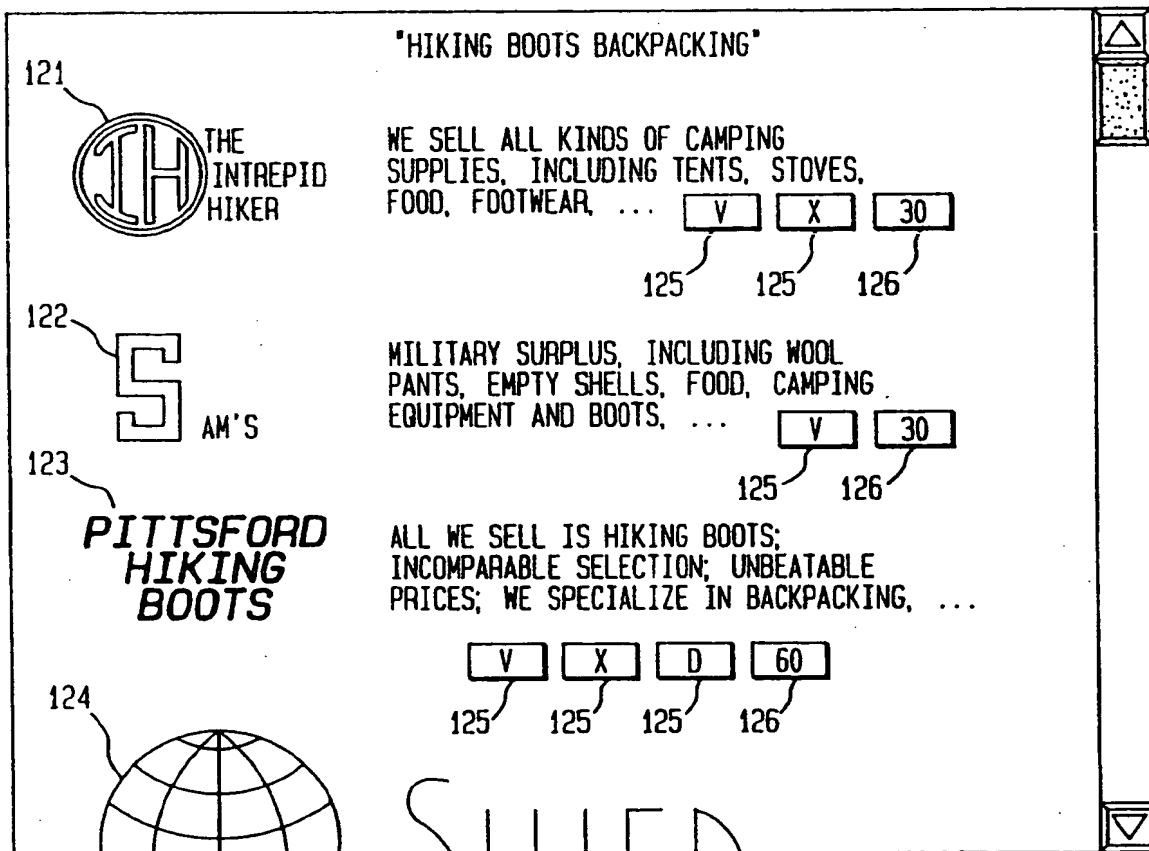 "HIKING BOOTS BACKPACKING"
121
IH THE
INTREPID
HIKER
WE SELL ALL KINDS OF CAMPING
SUPPLIES, INCLUDING TENTS, STOVES,
FOOD, FOOTWEAR, ... V X 30
125 125 126
122
SAM'S
MILITARY SURPLUS, INCLUDING WOOL
PANTS, EMPTY SHELLS, FOOD, CAMPING
EQUIPMENT AND BOOTS, ... V 30
125 126
123
PITTSFORD
HIKING
BOOTS
ALL WE SELL IS HIKING BOOTS;
INCOMPARABLE SELECTION; UNBEATABLE
PRICES; WE SPECIALIZE IN BACKPACKING, ...
V X D 60
125 125 125 126
124